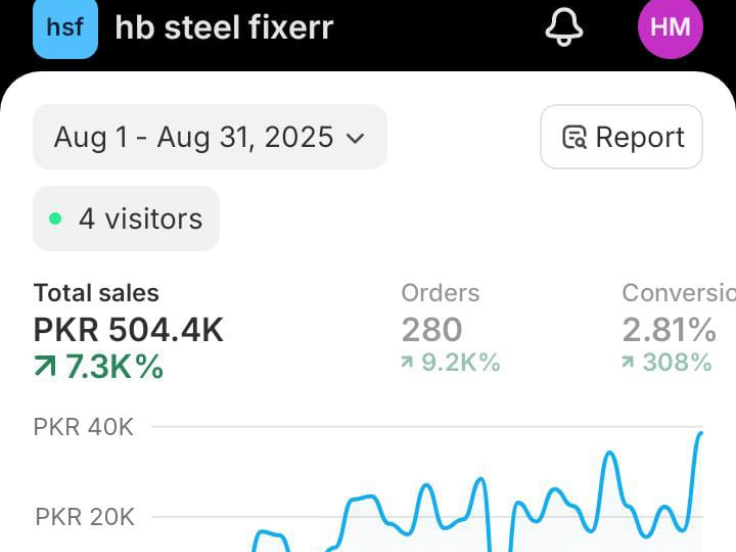 hsf hb steel fixerr HM
Aug 1 - Aug 31, 2025 Report
4 visitors
Total sales Orders Conversio
PKR 504.4K 280 2.81%
7.3K% 9.2K% 308%
PKR 40K
PKR 20K